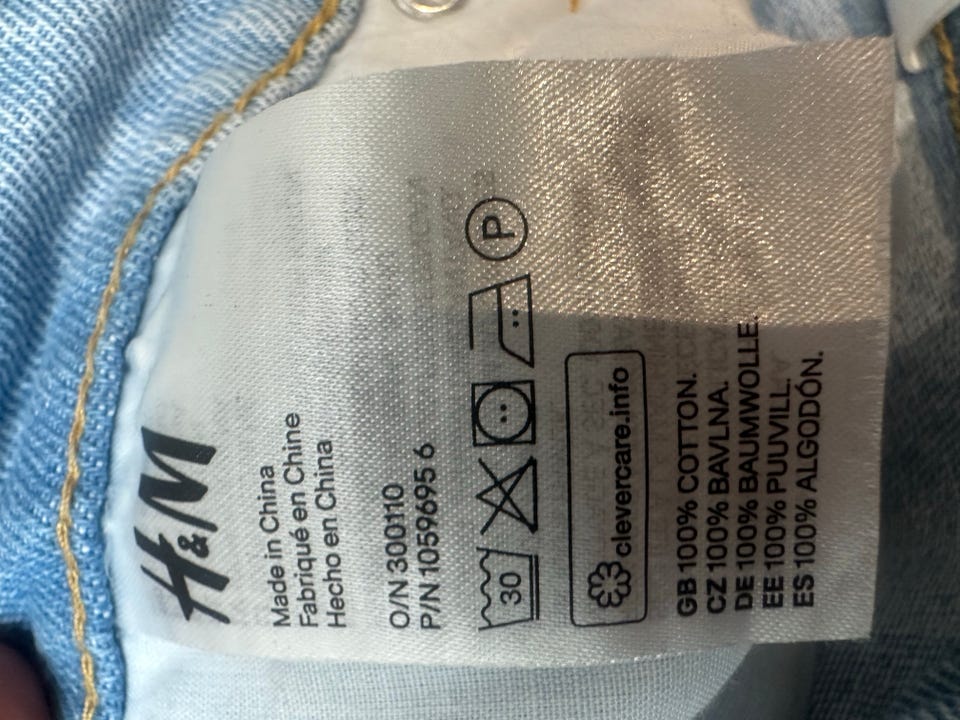 H&M
Made in China
Fabriqué en Chine
Hecho en China
O/N 300110
P/N 1059695 6
30 P
clevercare.info
GB 100% COTTON.
CZ 100% BAVLNA.
DE 100% BAUMWOLLE.
EE 100% PUUVILL.
ES 100% ALGODÓN.